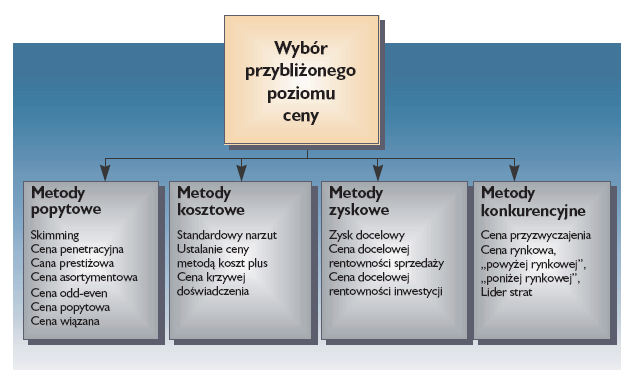 Wybór
przybliżonego
poziomu
ceny
Metody
popytowe
Skimming
Cena penetracyjna
Cana prestiżowa
Cena asortymentowa
Cena odd-even
Cena popytowa
Cena wiązana
Metody
kosztowe
Standardowy narzut
Ustalanie ceny
metodą koszt plus
Cena krzywej
doświadczenia
Metody
zyskowe
Zysk docelowy
Cena docelowej
rentowności sprzedaży
Cena docelowej
rentowności inwestycji
Metody
konkurencyjne
Cena przyzwyczajenia
Cena rynkowa,
„powyżej rynkowej”,
„poniżej rynkowej”,
Lider strat